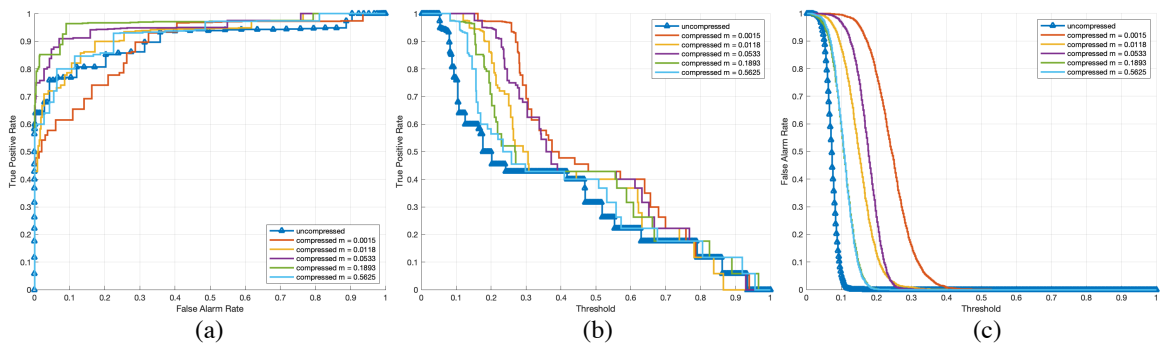 1
0.9
0.8
0.7
0.6
0.5
0.4
0.3
0.2
0.1
0
True Positive Rate
uncompressed
compressed m = 0.0015
compressed m = 0.0118
compressed m = 0.0533
compressed m = 0.1893
compressed m = 0.5625
0 0.1 0.2 0.3 0.4 0.5 0.6 0.7 0.8 0.9 1
False Alarm Rate
(a)
1
0.9
0.8
0.7
0.6
0.5
0.4
0.3
0.2
0.1
0
True Positive Rate
uncompressed
compressed m = 0.0015
compressed m = 0.0118
compressed m = 0.0533
compressed m = 0.1893
compressed m = 0.5625
0 0.1 0.2 0.3 0.4 0.5 0.6 0.7 0.8 0.9 1
Threshold
(b)
1
0.9
0.8
0.7
0.6
0.5
0.4
0.3
0.2
0.1
0
False Alarm Rate
uncompressed
compressed m = 0.0015
compressed m = 0.0118
compressed m = 0.0533
compressed m = 0.1893
compressed m = 0.5625
0 0.1 0.2 0.3 0.4 0.5 0.6 0.7 0.8 0.9 1
Threshold
(c)